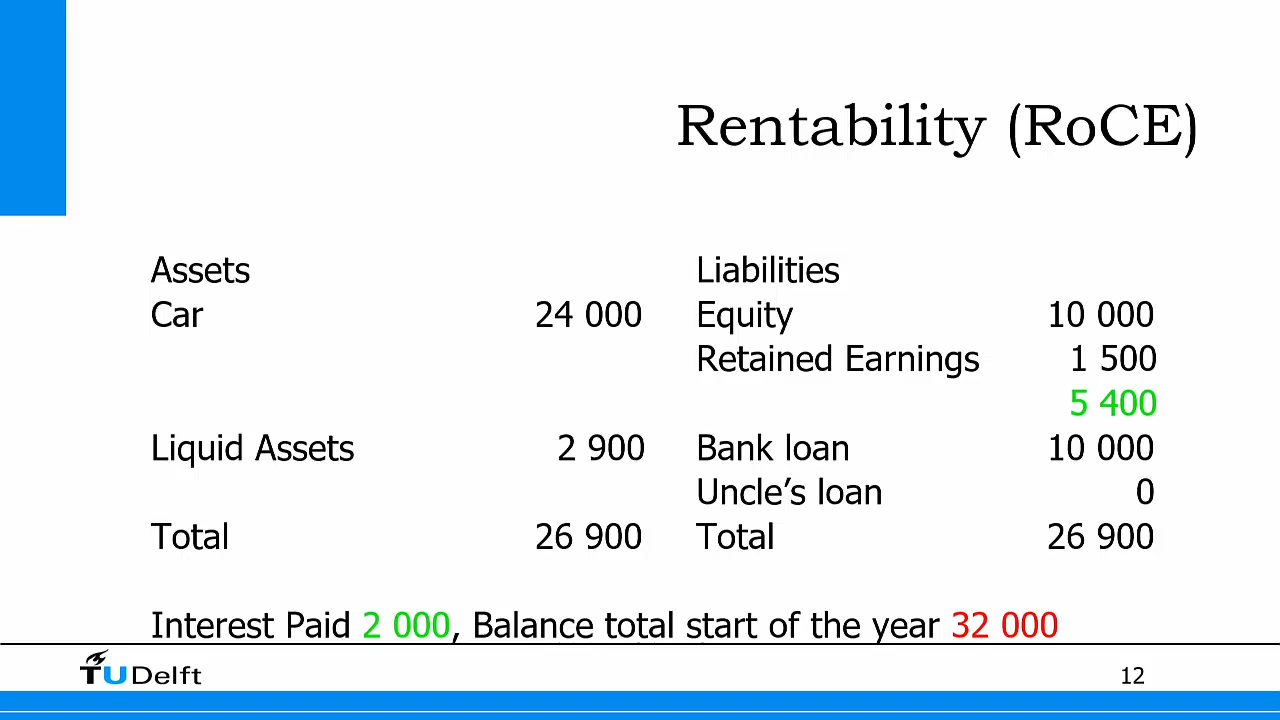 Rentability (RoCE)
Assets Liabilities
Car 24 000 Equity 10 000
Retained Earnings 1 500
5 400
Liquid Assets 2 900 Bank loan 10 000
Uncle’s loan 0
Total 26 900 Total 26 900
Interest Paid 2 000, Balance total start of the year 32 000
TUDelft 12